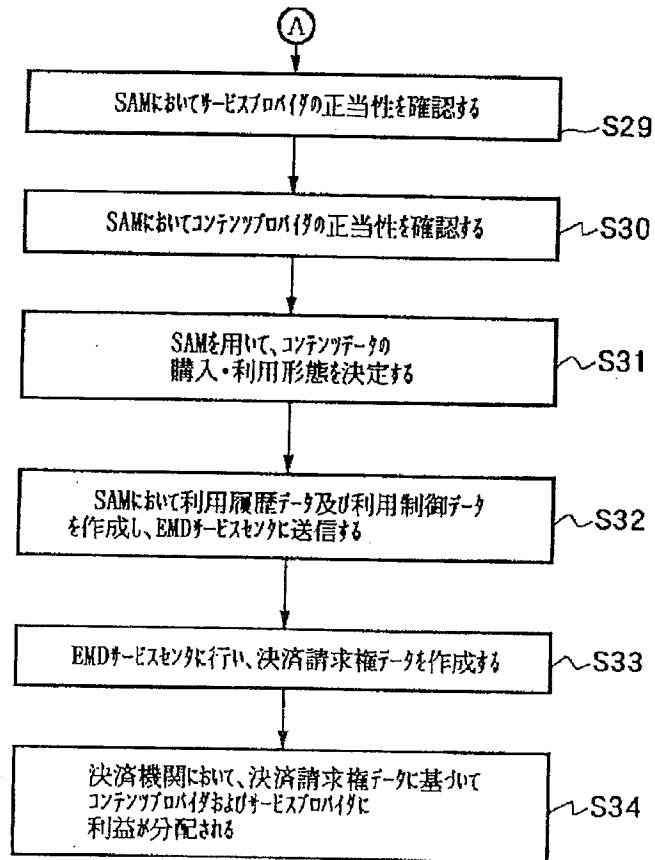 A
SAMにおいてサービスプロバイダの正当性を確認する
S29
SAMにおいてコンテンツプロバイダの正当性を確認する
S30
SAMを用いて、コンテンツデータの
購入・利用形態を決定する
S31
SAMにおいて利用履歴データ及び利用制御データ
を作成し、EMDサービスセンタに送信する
S32
EMDサービスセンタに行い、決済請求権データを作成する
S33
決済機関において、決済請求権データに基づいて
コンテンツプロバイダおよびサービスプロバイダに
利益が分配される
S34